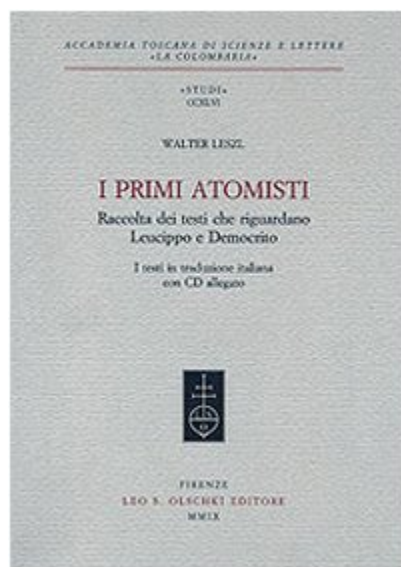 ACCADEMIA TOSCANA DI SCIENZE E LETTERE
«LA COLOMBARIA»
«STUDI»
CCXLVI
WALTER LESZL
I PRIMI ATOMISTI
Raccolta dei testi che riguardano
Leucippo e Democrito
I testi in traduzione italiana
con CD allegato
FIRENZE
LEO S. OLSCHKI EDITORE
MMIX